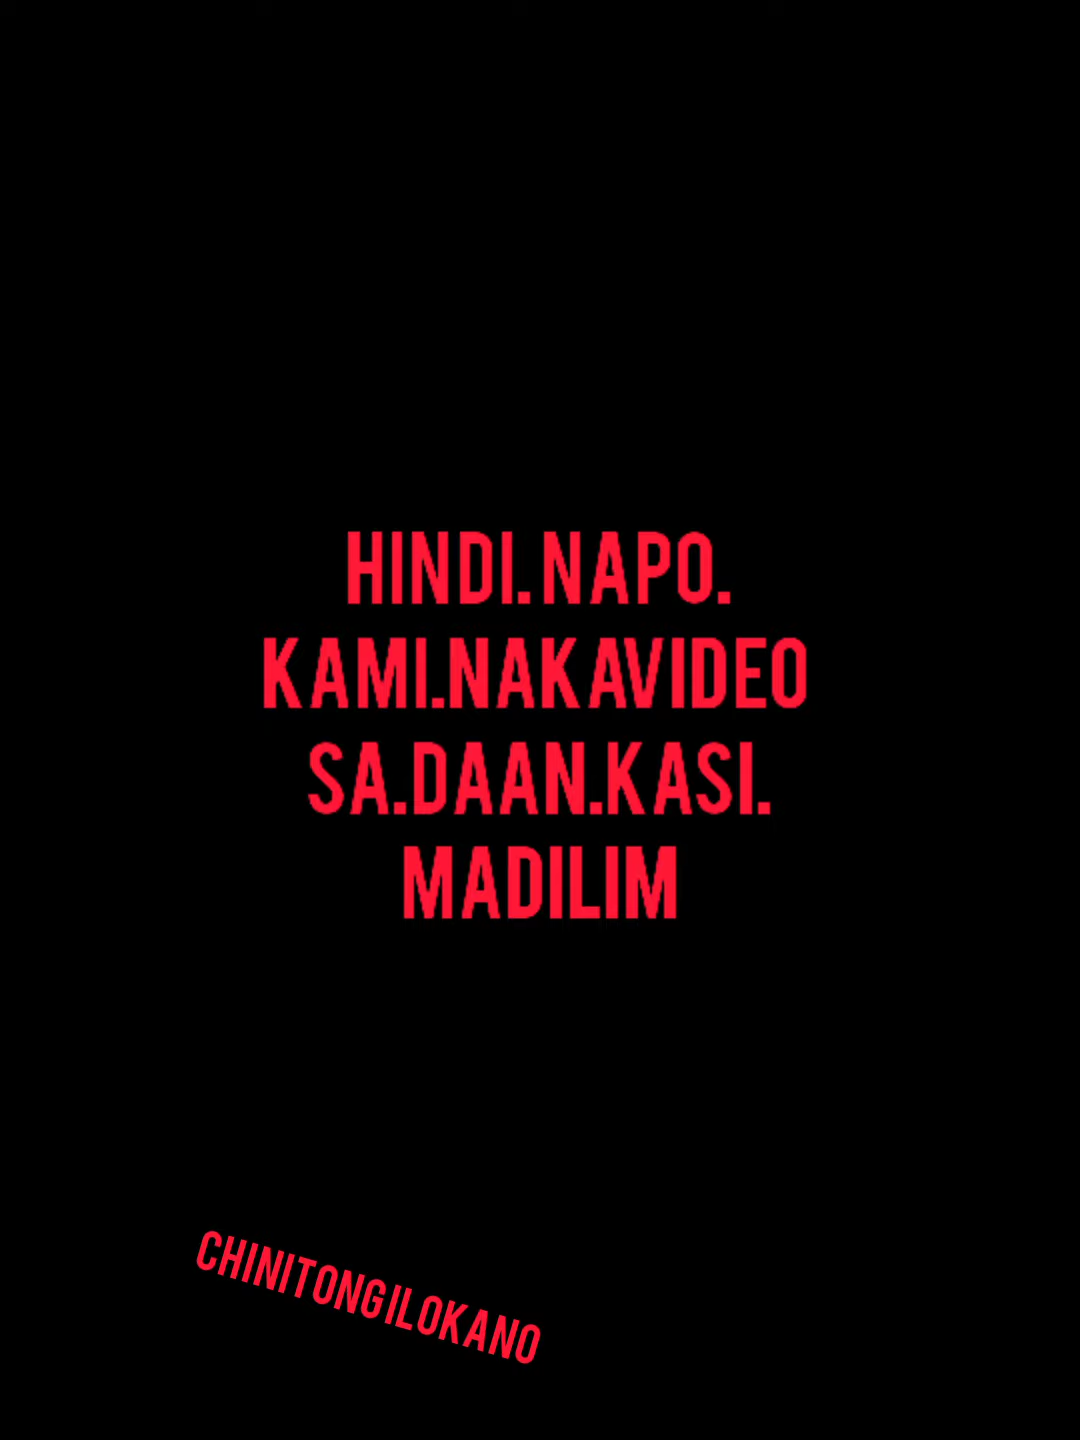 HINDI. NAPO.
KAMI.NAKAVIDEO
SA.DAAN.KASI.
MADILIM
CHINITONGILOKANO